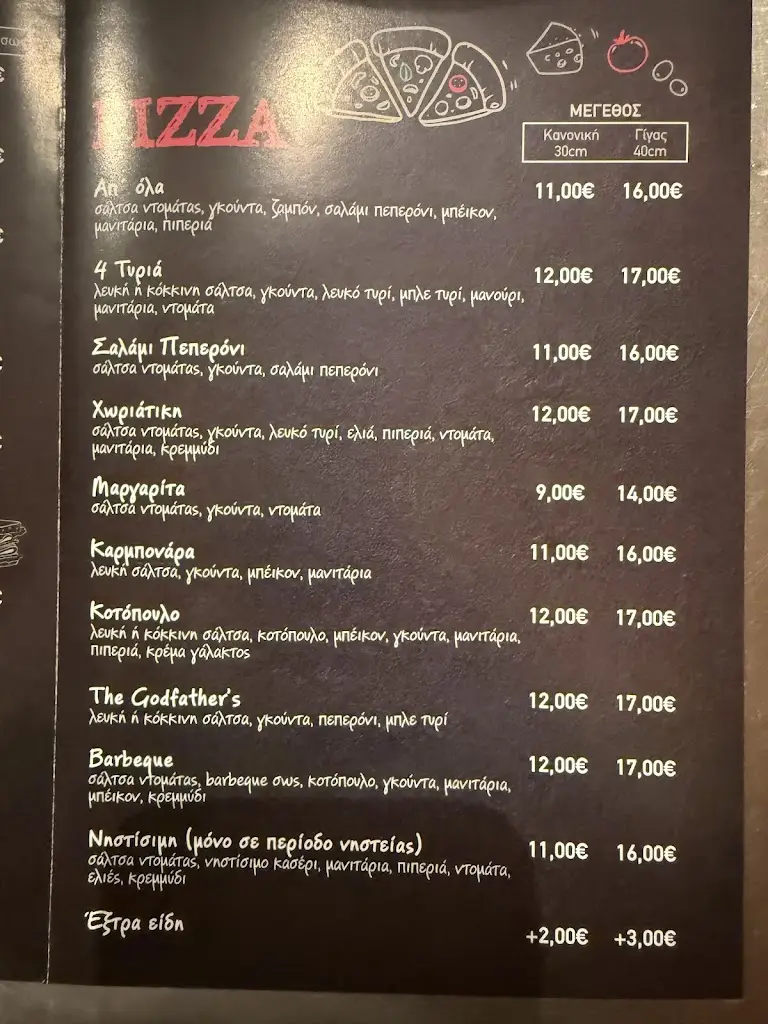 PIZZA
ΜΕΓΕΘΟΣ
Κανονική Γίγας
30cm 40cm
Απ' όλα 11,00€ 16,00€
σάλτσα ντομάτας, γκούντα, ζαμπόν, σαλάμι πεπερόνι, μπέικον,
μανιτάρια, πιπεριά
4 Τυριά 12,00€ 17,00€
λευκή ή κόκκινη σάλτσα, γκούντα, λευκό τυρί, μπλε τυρί, μανούρι,
μανιτάρια, ντομάτα
Σαλάμι Πεπερόνι 11,00€ 16,00€
σάλτσα ντομάτας, γκούντα, σαλάμι πεπερόνι
Χωριάτικη 12,00€ 17,00€
σάλτσα ντομάτας, γκούντα, λευκό τυρί, ελιά, πιπεριά, ντομάτα,
μανιτάρια, κρεμμύδι
Μαργαρίτα 9,00€ 14,00€
σάλτσα ντομάτας, γκούντα, ντομάτα
Καρμπονάρα 11,00€ 16,00€
λευκή σάλτσα, γκούντα, μπέικον, μανιτάρια
Κοτόπουλο 12,00€ 17,00€
λευκή ή κόκκινη σάλτσα, κοτόπουλο, μπέικον, γκούντα, μανιτάρια,
πιπεριά, κρέμα γάλακτος
The Godfather's 12,00€ 17,00€
λευκή ή κόκκινη σάλτσα, γκούντα, πεπερόνι, μπλε τυρί
Barbeque 12,00€ 17,00€
σάλτσα ντομάτας, barbeque σως, κοτόπουλο, γκούντα, μανιτάρια,
μπέικον, κρεμμύδι
Νηστίσιμη (μόνο σε περίοδο νηστείας) 11,00€ 16,00€
σάλτσα ντομάτας, νηστίσιμο κασέρι, μανιτάρια, πιπεριά, ντομάτα,
ελιές, κρεμμύδι
Έξτρα είδη +2,00€ +3,00€